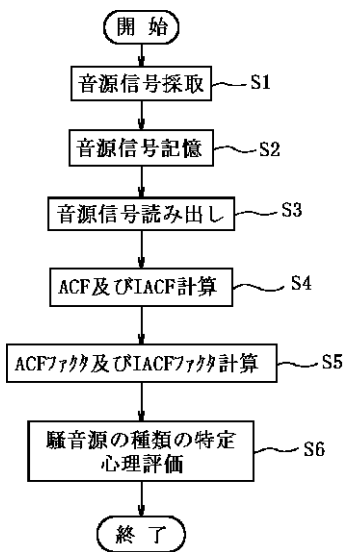 開 始
音源信号採取 S1
音源信号記憶 S2
音源信号読み出し S3
ACF及びIACF計算 S4
ACFファクタ及びIACFファクタ計算 S5
騒音源の種類の特定
心理評価 S6
終 了